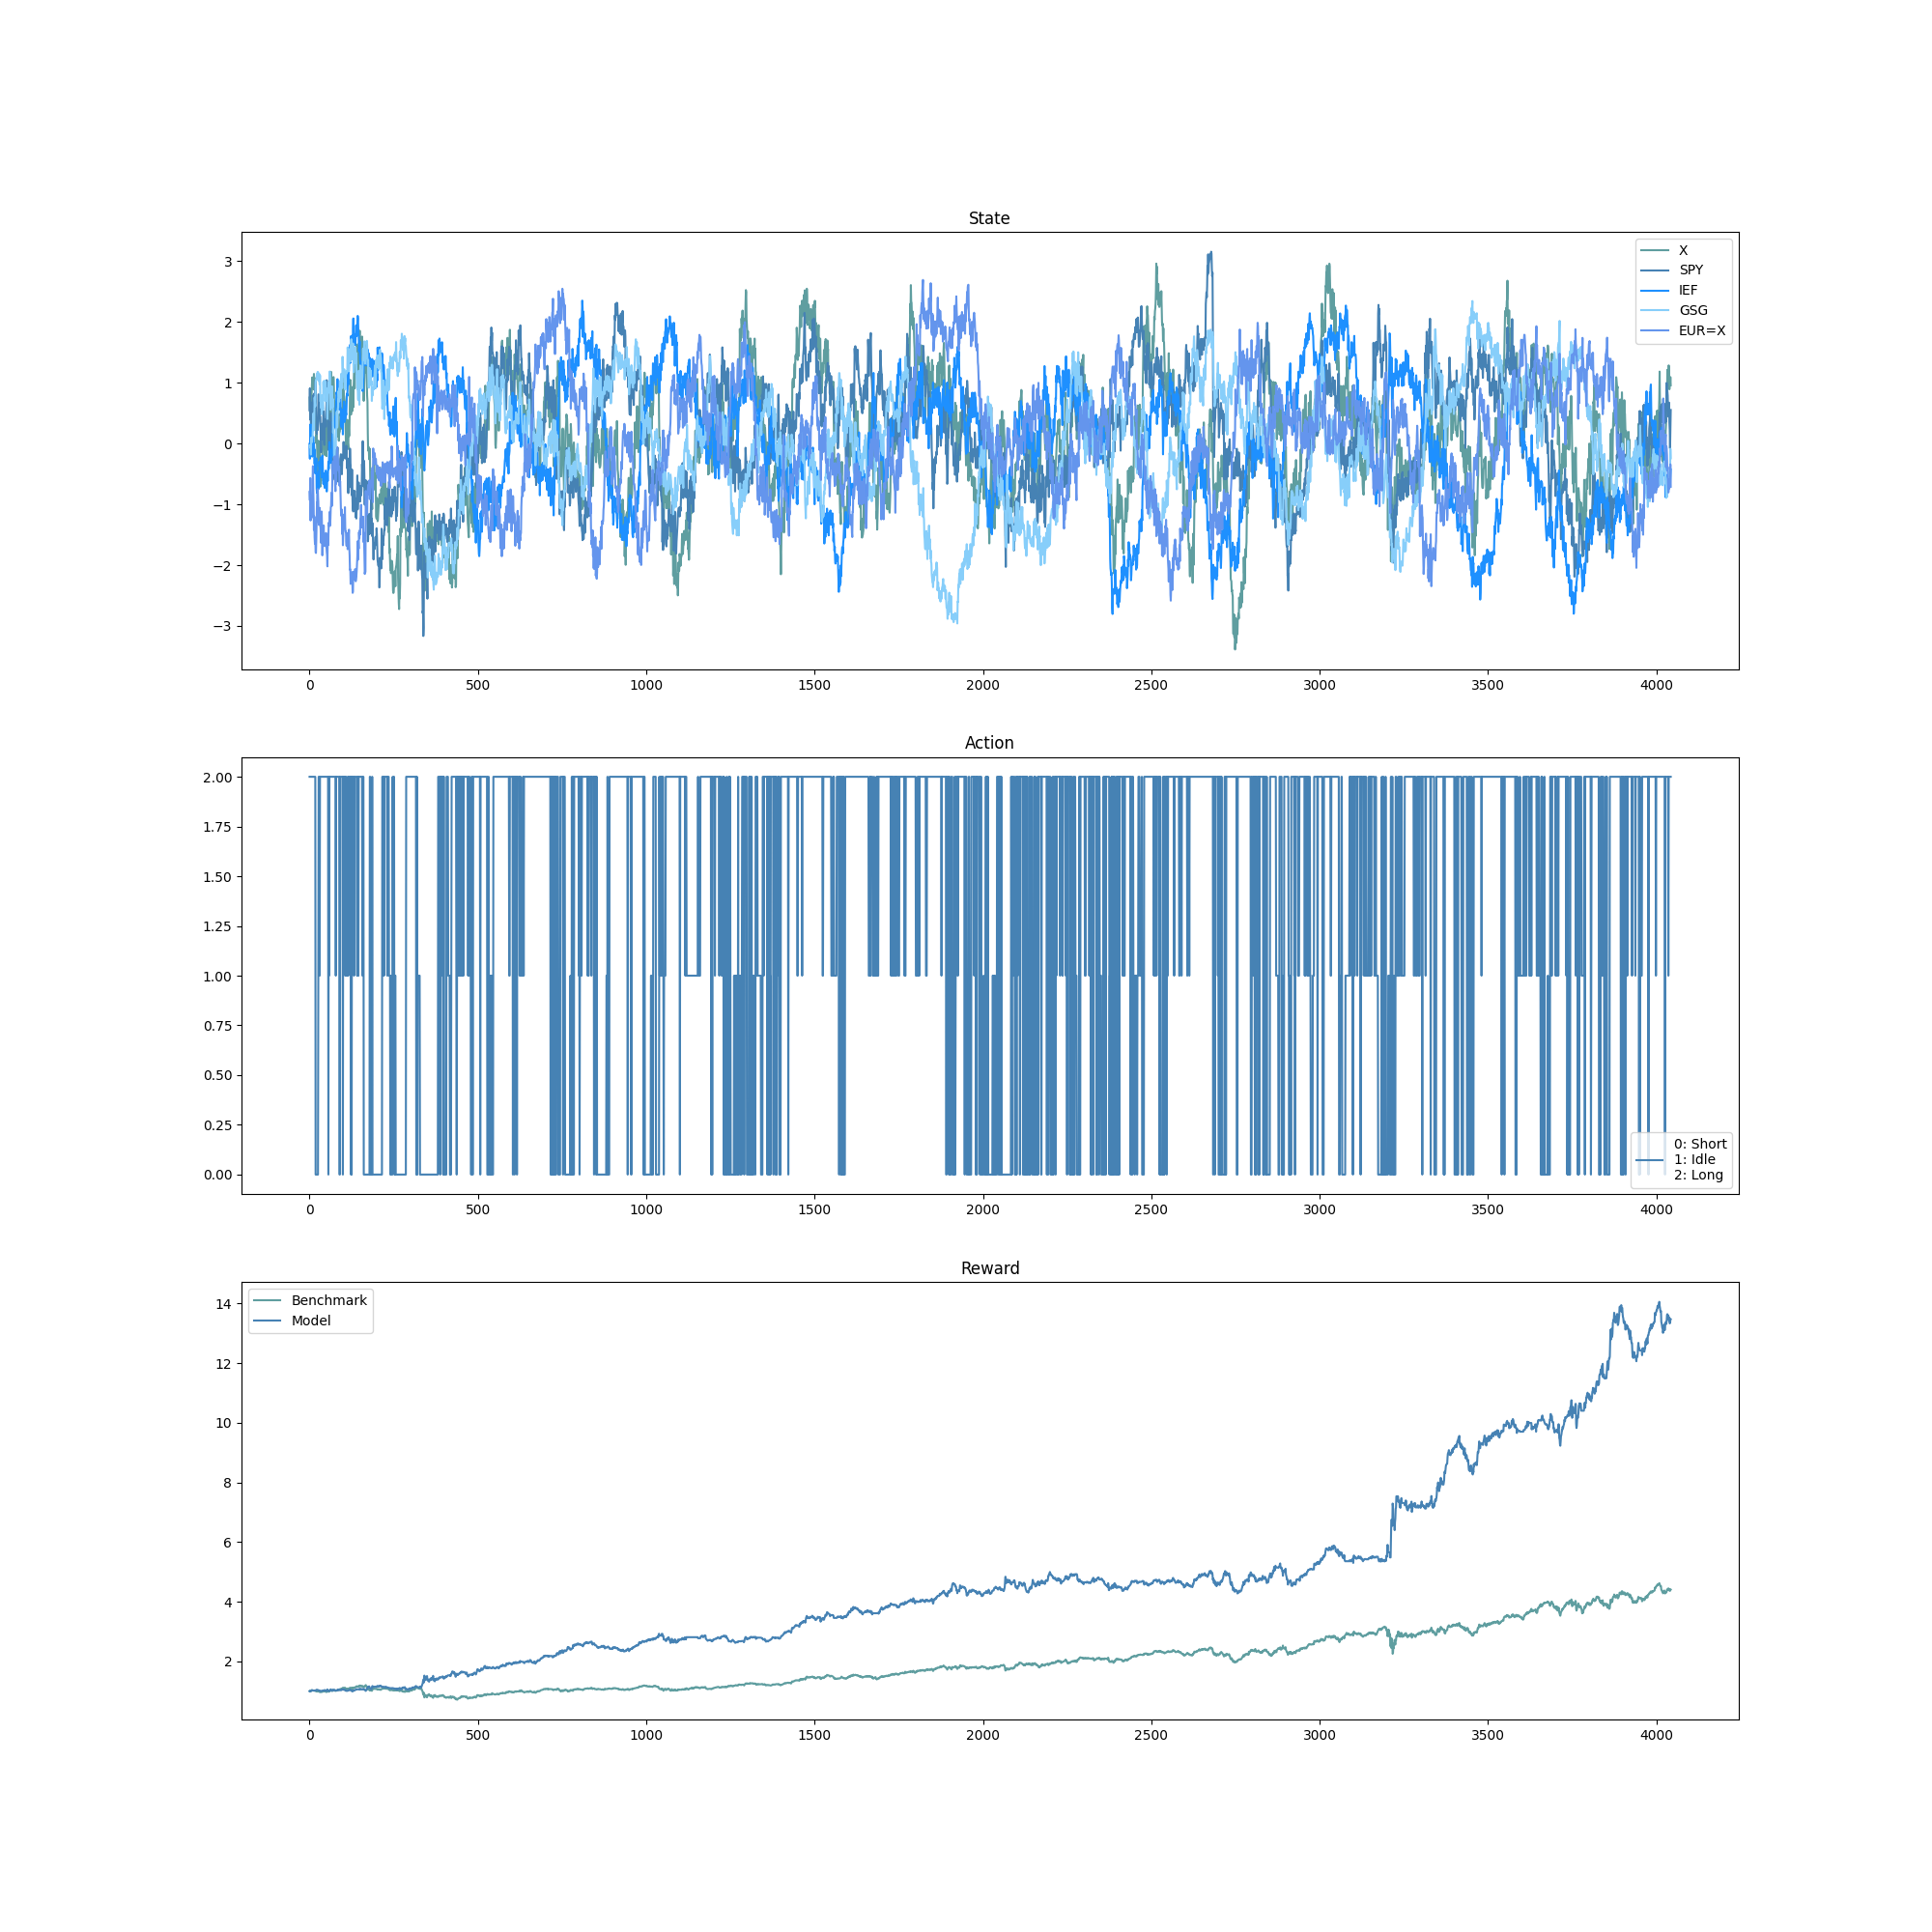 State
3
2
1
0
−1
−2
−3
X
SPY
IEF
GSG
EUR=X
0 500 1000 1500 2000 2500 3000 3500 4000
Action
2.00
1.75
1.50
1.25
1.00
0.75
0.50
0.25
0.00
0: Short
1: Idle
2: Long
0 500 1000 1500 2000 2500 3000 3500 4000
Reward
14
12
10
8
6
4
2
Benchmark
Model
0 500 1000 1500 2000 2500 3000 3500 4000